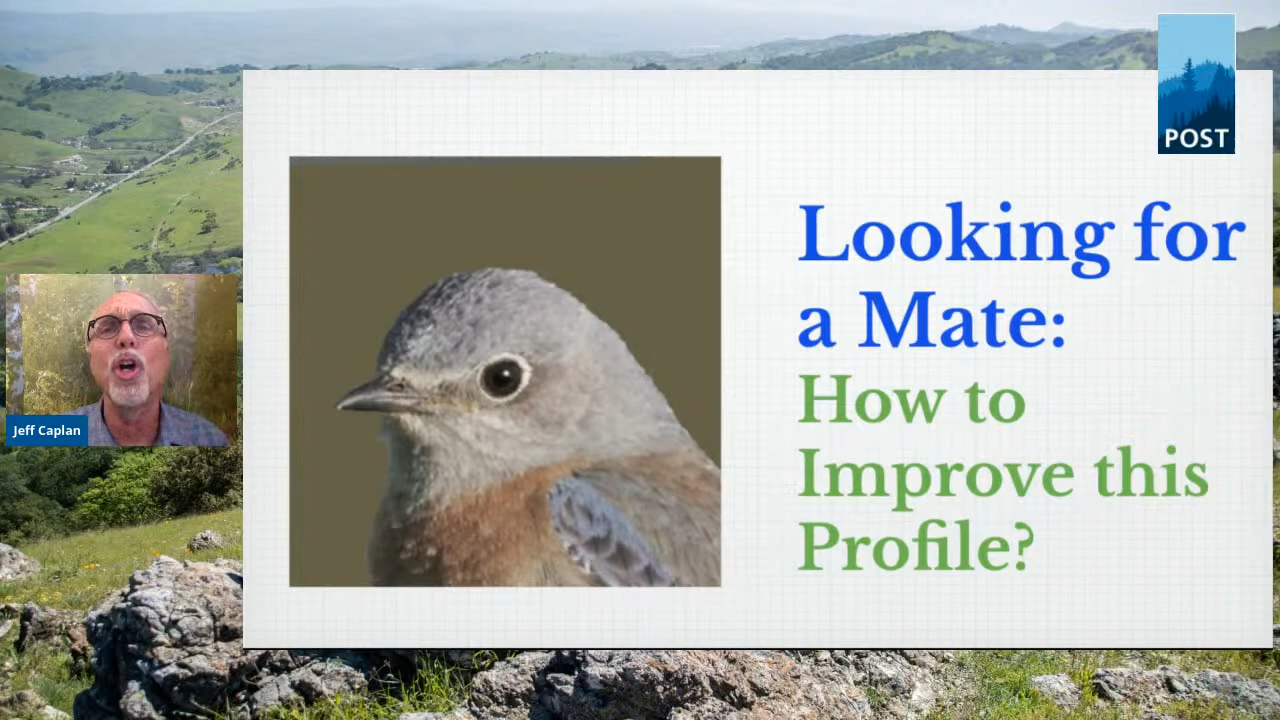 POST
Looking for
a Mate:
How to
Improve this
Profile?
Jeff Caplan